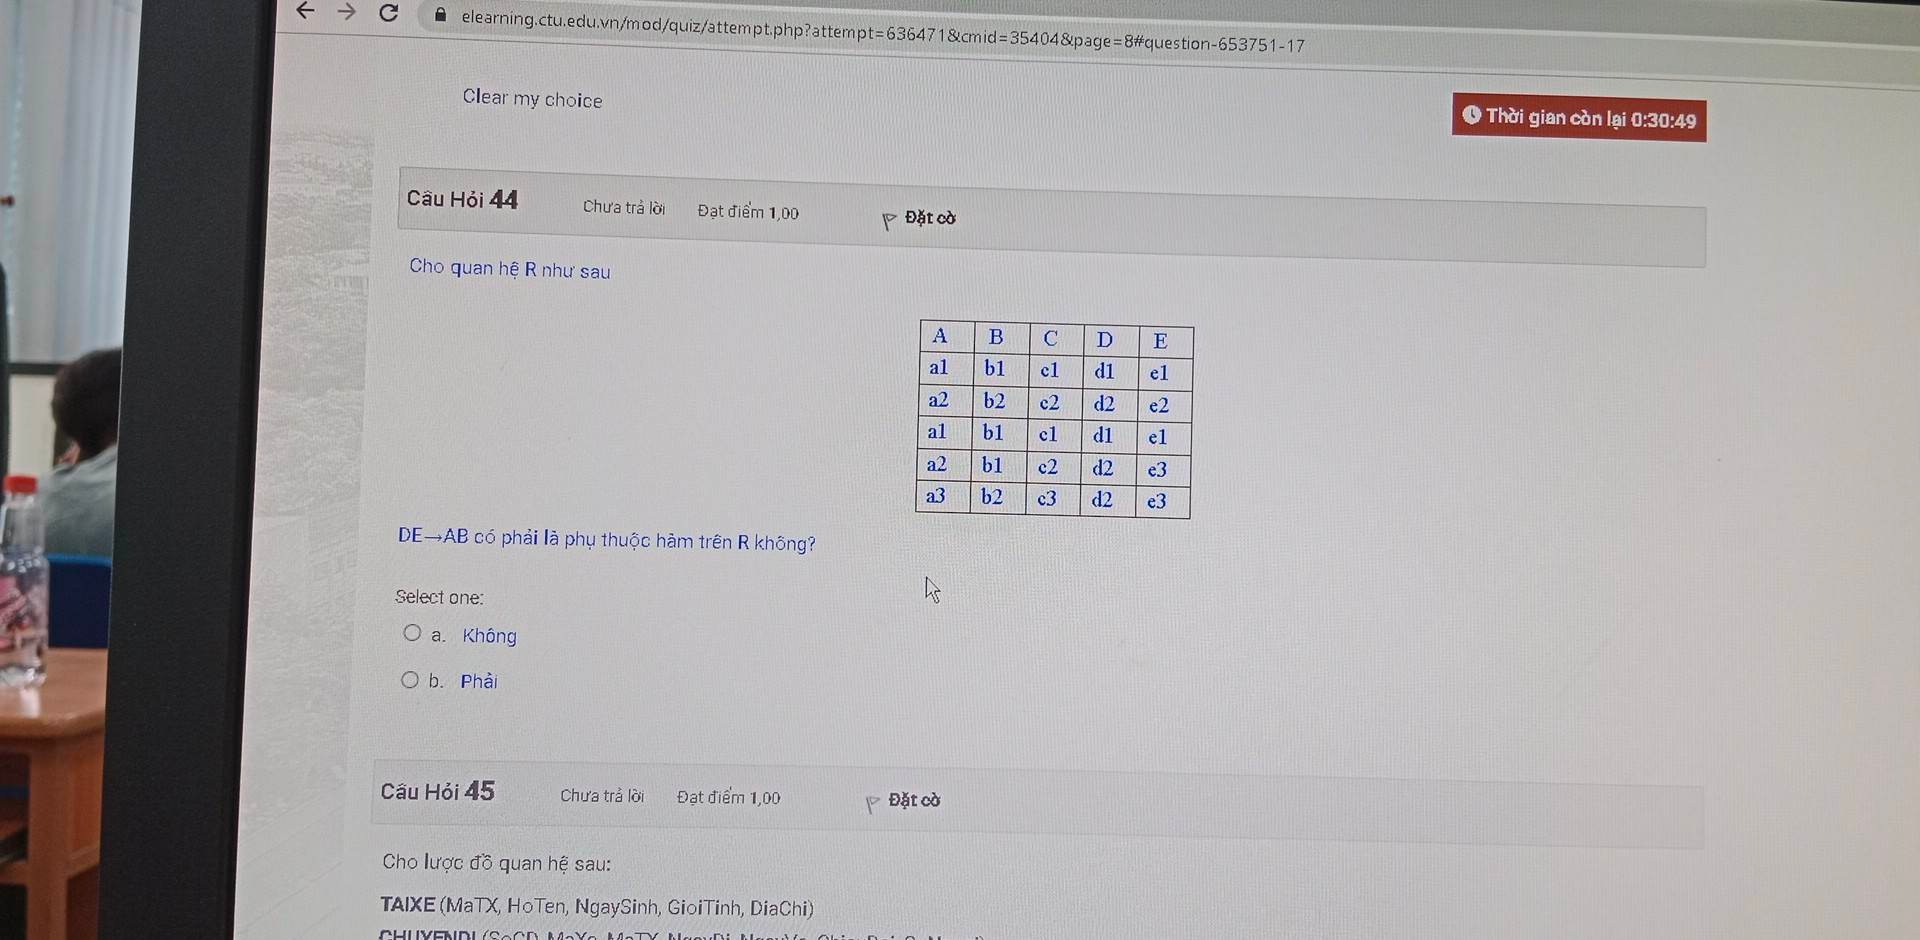 elearning.ctu.edu.vn/mod/quiz/attempt.php?attempt=636471&cmid=35404&page=8#question-653751-17
Clear my choice
Thời gian còn lại 0:30:49
Câu Hỏi 44 Chưa trả lời Đạt điểm 1,00 Đặt cờ
Cho quan hệ R như sau
A B C D E
a1 b1 c1 d1 e1
a2 b2 c2 d2 e2
a1 b1 c1 d1 e1
a2 b1 c2 d2 e3
a3 b2 c3 d2 e3
DE→AB có phải là phụ thuộc hàm trên R không?
Select one:
a. Không
b. Phải
Câu Hỏi 45 Chưa trả lời Đạt điểm 1,00 Đặt cờ
Cho lược đồ quan hệ sau:
TAIXE (MaTX, HoTen, NgaySinh, GioiTinh, DiaChi)